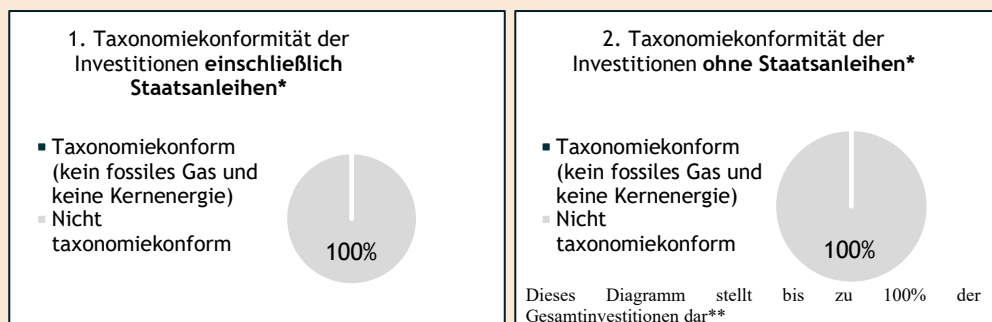 1. Taxonomiekonformität der
Investitionen einschließlich
Staatsanleihen*
Taxonomiekonform
(kein fossiles Gas und
keine Kernenergie)
Nicht
taxonomiekonform
100%
2. Taxonomiekonformität der
Investitionen ohne Staatsanleihen*
Taxonomiekonform
(kein fossiles Gas und
keine Kernenergie)
Nicht
taxonomiekonform
100%
Dieses Diagramm stellt bis zu 100% der
Gesamtinvestitionen dar**